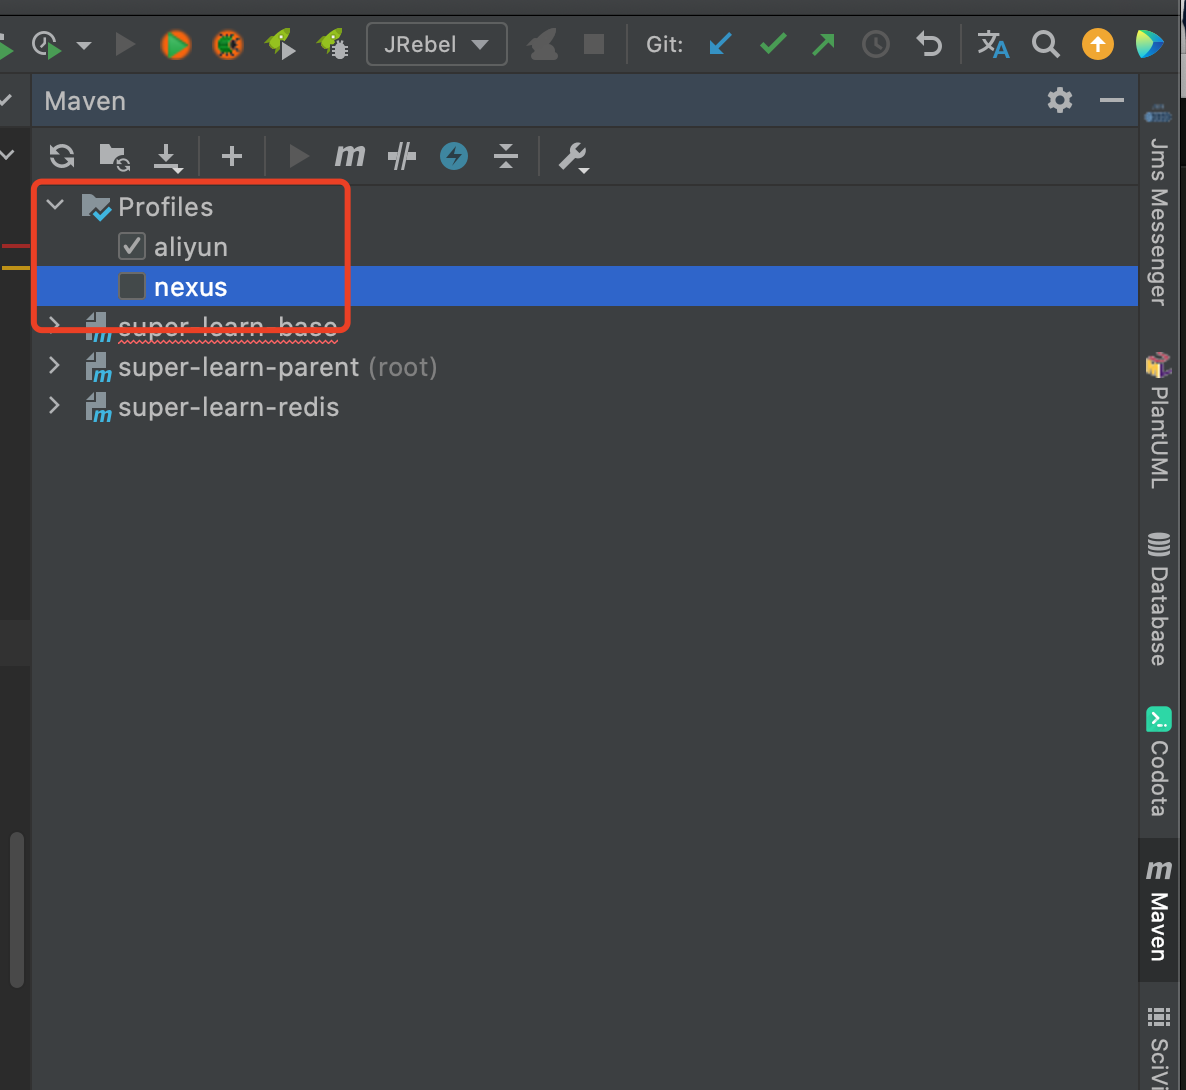 JRebel
Git:
Maven
Profiles
aliyun
nexus
super-learn-base
super-learn-parent (root)
super-learn-redis
Jms Messenger
PlantUML
Database
Codota
Maven
SciVi